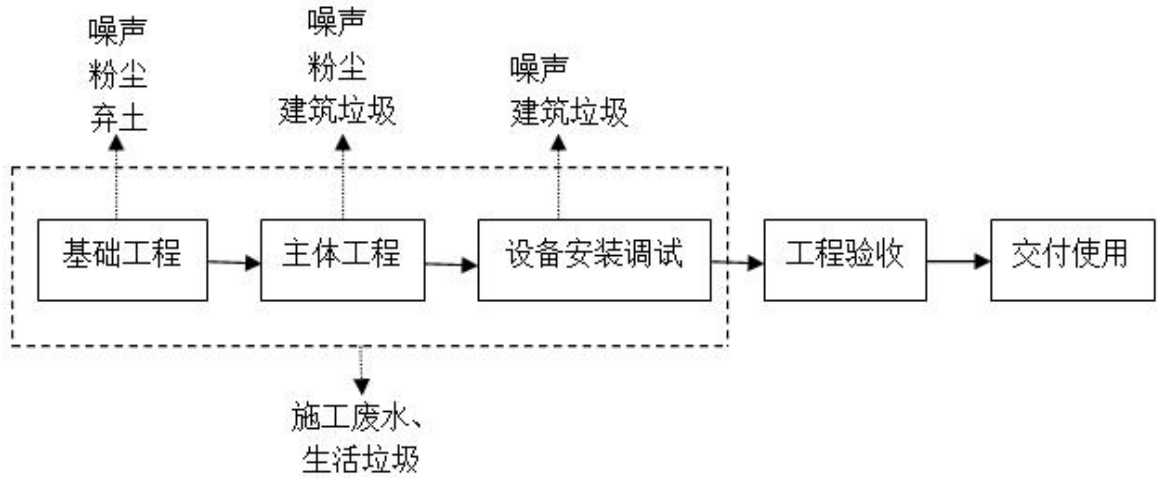 噪声
粉尘
弃土
噪声
粉尘
建筑垃圾
噪声
建筑垃圾
基础工程
主体工程
设备安装调试
工程验收
交付使用
施工废水、
生活垃圾